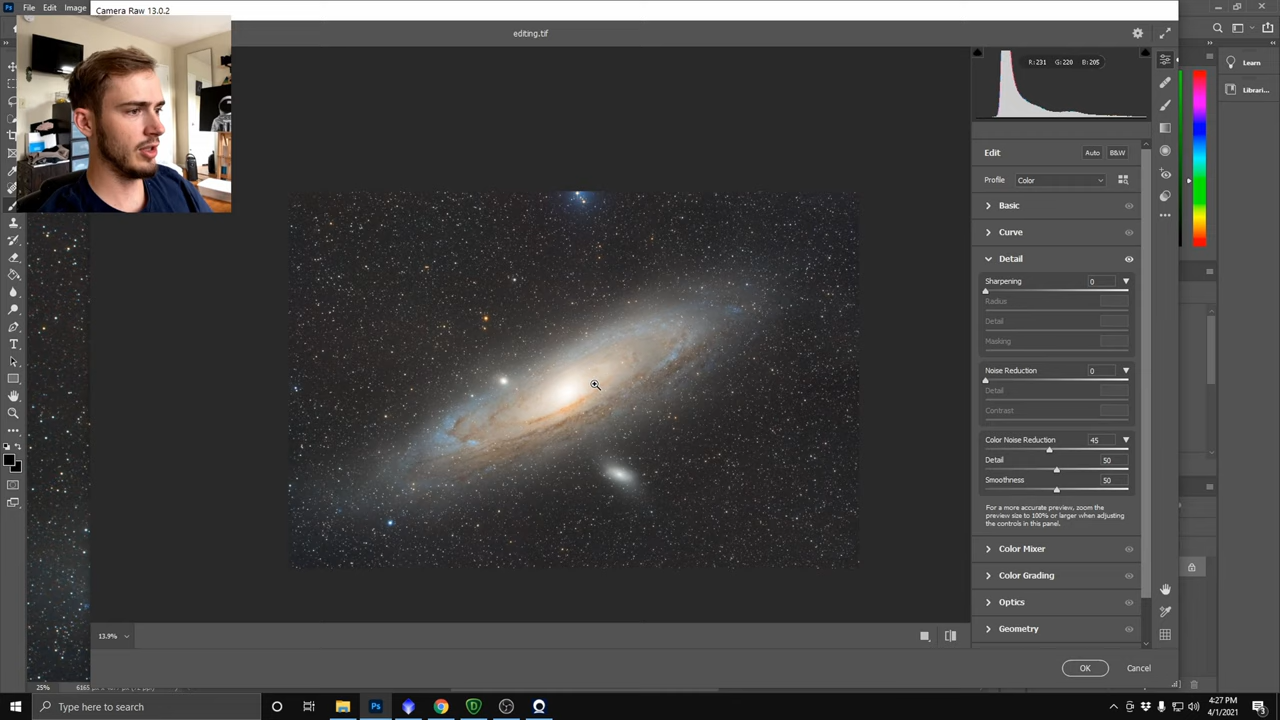 File Edit Image
Camera Raw 13.0.2
editing.tif
R:231 G:220 B:205
Learn
Librari...
Edit Auto B&W
Profile Color
Basic
Curve
Detail
Sharpening 0
Radius
Detail
Masking
Noise Reduction 0
Detail
Contrast
Color Noise Reduction 45
Detail 50
Smoothness 50
For a more accurate preview, zoom the
preview size to 100% or larger when adjusting
the controls in this panel.
Color Mixer
Color Grading
Optics
Geometry
13.9%
OK Cancel
25%
Type here to search
4:27 PM
4/1/2021